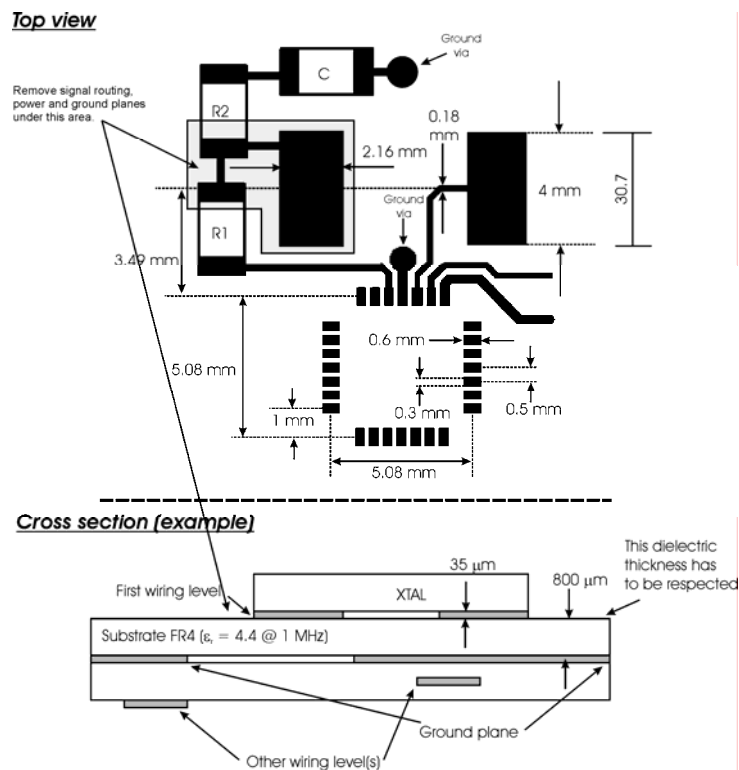 Top view
Ground
via
C
Remove signal routing,
power and ground planes
under this area.
R2
0.18
mm
2.16 mm
4 mm
30.7
Ground
via
R1
3.49 mm
5.08 mm
0.6 mm
0.3 mm
0.5 mm
1 mm
5.08 mm
Cross section (example)
This dielectric
thickness has
to be respected
35 μm
800 μm
First wiring level
XTAL
Substrate FR4 (εr = 4.4 @ 1 MHz)
Ground plane
Other wiring level(s)